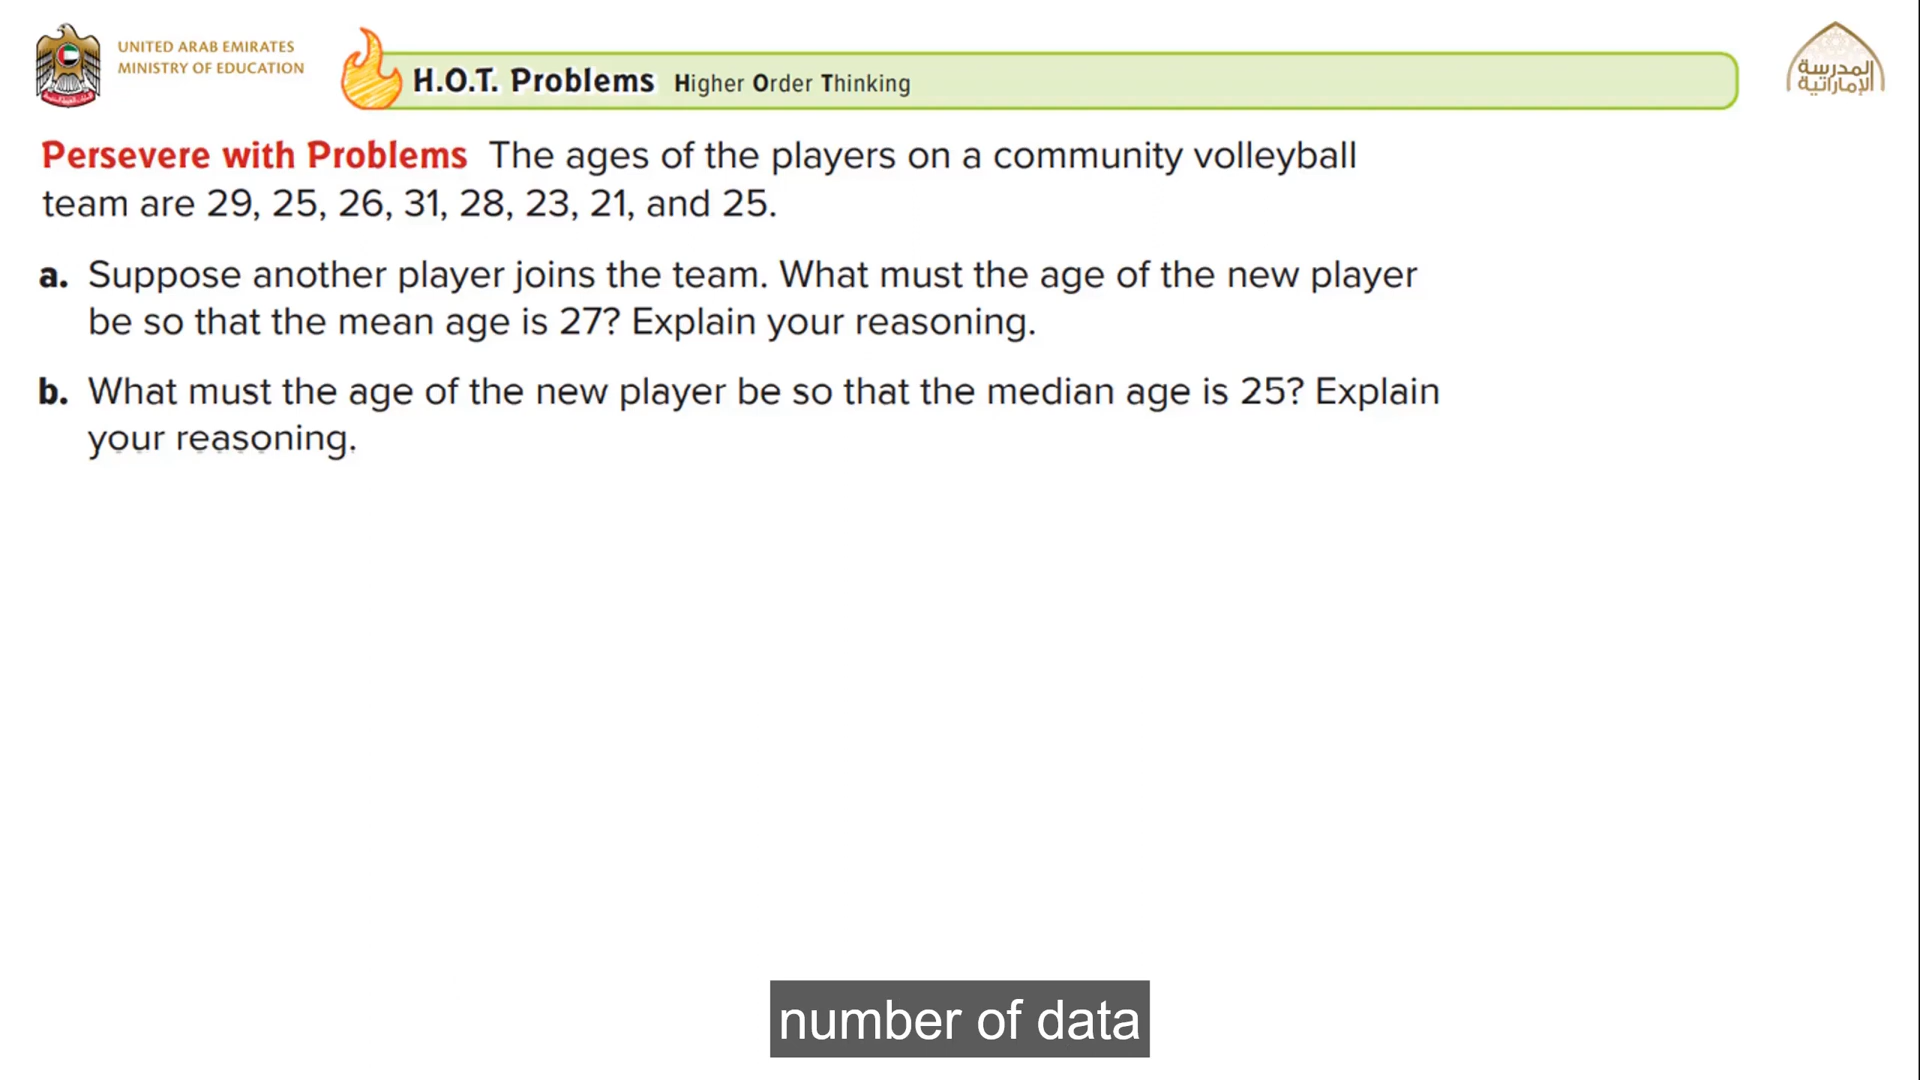 UNITED ARAB EMIRATES
MINISTRY OF EDUCATION
H.O.T. Problems Higher Order Thinking
المدرسة
الإماراتية
Persevere with Problems The ages of the players on a community volleyball
team are 29, 25, 26, 31, 28, 23, 21, and 25.
a. Suppose another player joins the team. What must the age of the new player
be so that the mean age is 27? Explain your reasoning.
b. What must the age of the new player be so that the median age is 25? Explain
your reasoning.
number of data